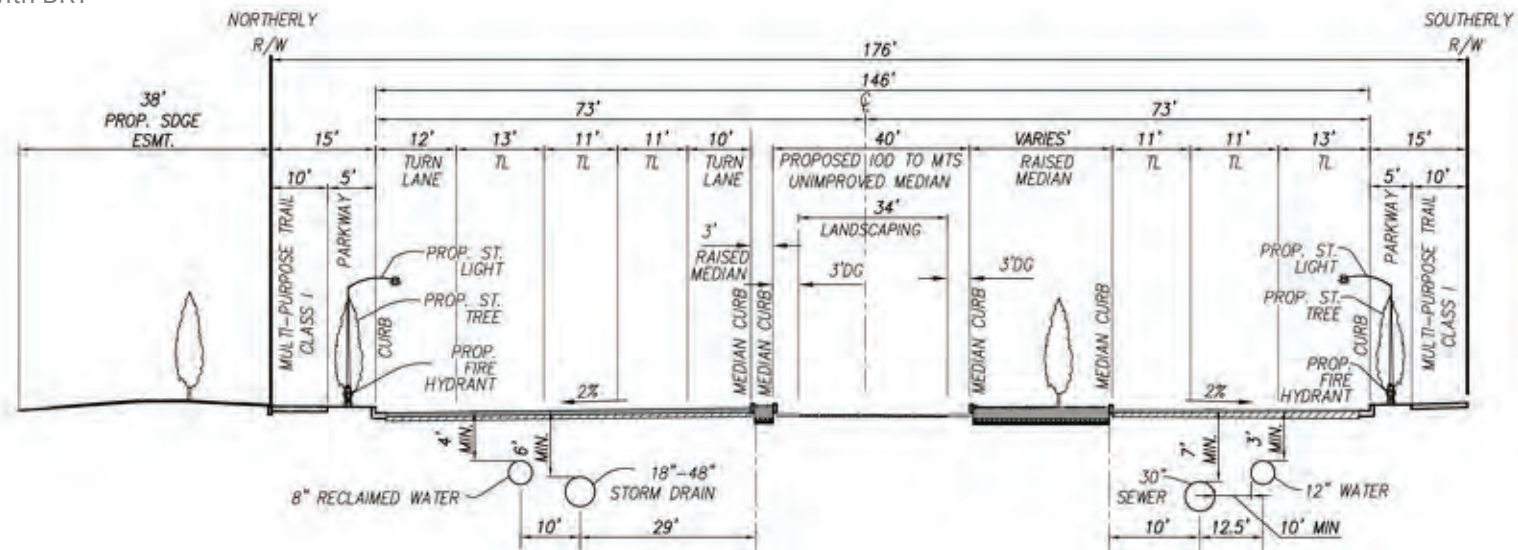 NORTHERLY
R/W
SOUTHERLY
R/W
176'
146'
℄
73'
73'
38'
PROP. SDGE
ESMT.
15'
12'
TURN
LANE
13'
TL
11'
TL
11'
TL
10'
TURN
LANE
40'
PROPOSED IOD TO MTS
UNIMPROVED MEDIAN
VARIES'
RAISED
MEDIAN
11'
TL
11'
TL
13'
TL
15'
10'
5'
5'
10'
34'
LANDSCAPING
3'
RAISED
MEDIAN
3'DG
3'DG
MULTI-PURPOSE TRAIL
CLASS I
PARKWAY
CURB
PROP. ST.
LIGHT
PROP. ST.
TREE
PROP.
FIRE
HYDRANT
MEDIAN CURB
MEDIAN CURB
MEDIAN CURB
MEDIAN CURB
PROP. ST.
LIGHT
PROP. ST.
TREE
PROP.
FIRE
HYDRANT
CURB
PARKWAY
MULTI-PURPOSE TRAIL
CLASS I
2%
2%
4'
MIN.
6'
MIN.
7'
MIN.
3'
MIN.
8" RECLAIMED WATER
18"-48"
STORM DRAIN
30"
SEWER
12" WATER
10'
29'
10'
12.5'
10' MIN